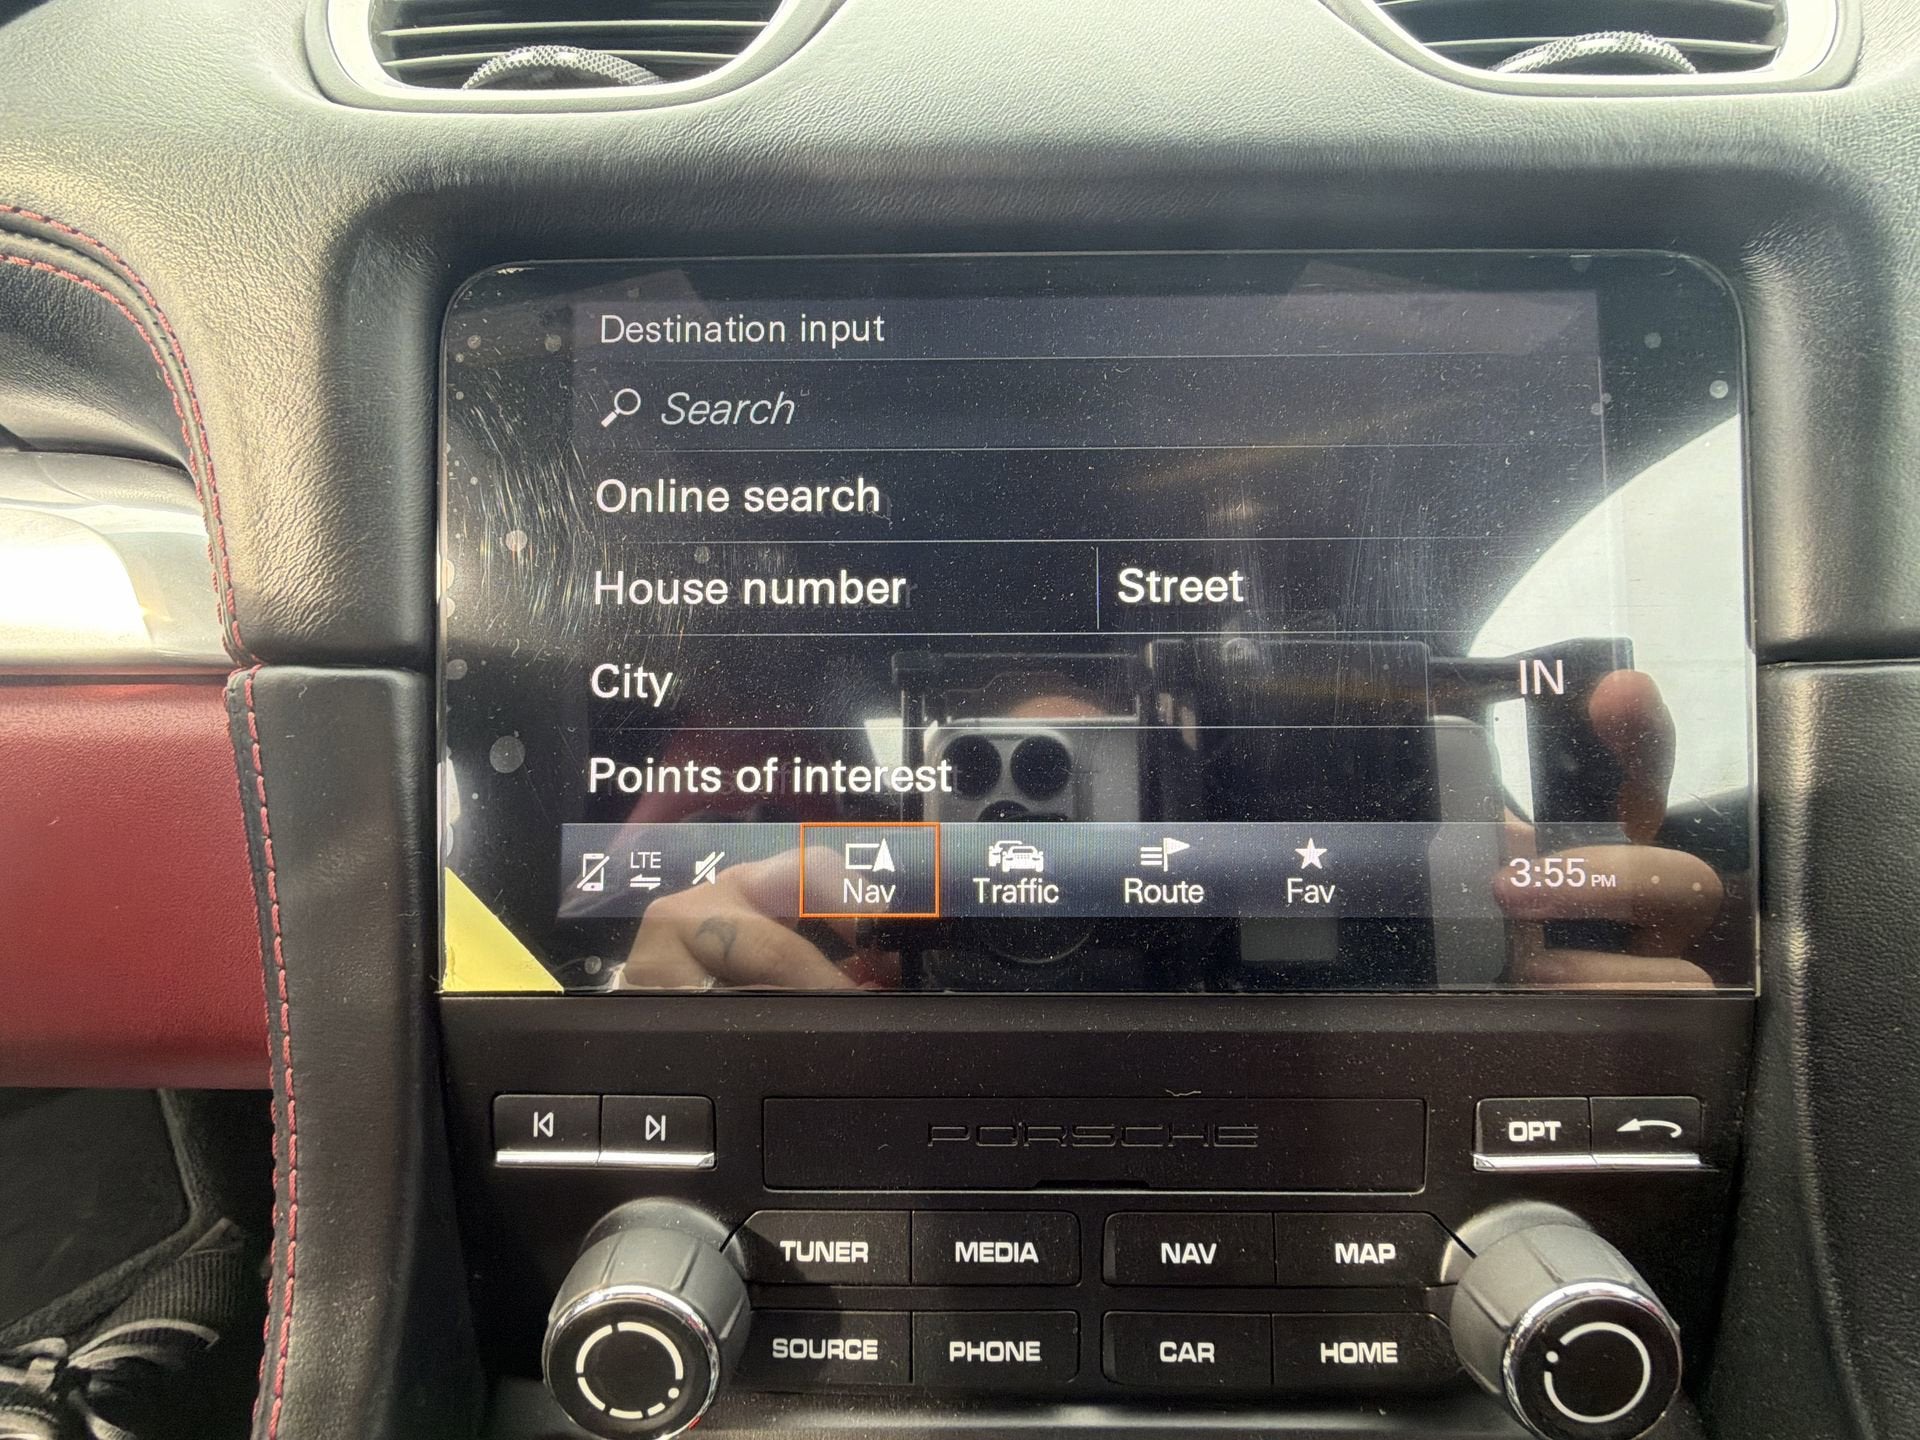 Destination input
Search
Online search
House number Street
City IN
Points of interest
LTE
Nav Traffic Route Fav 3:55 PM
PORSCHE
OPT
TUNER MEDIA NAV MAP
SOURCE PHONE CAR HOME